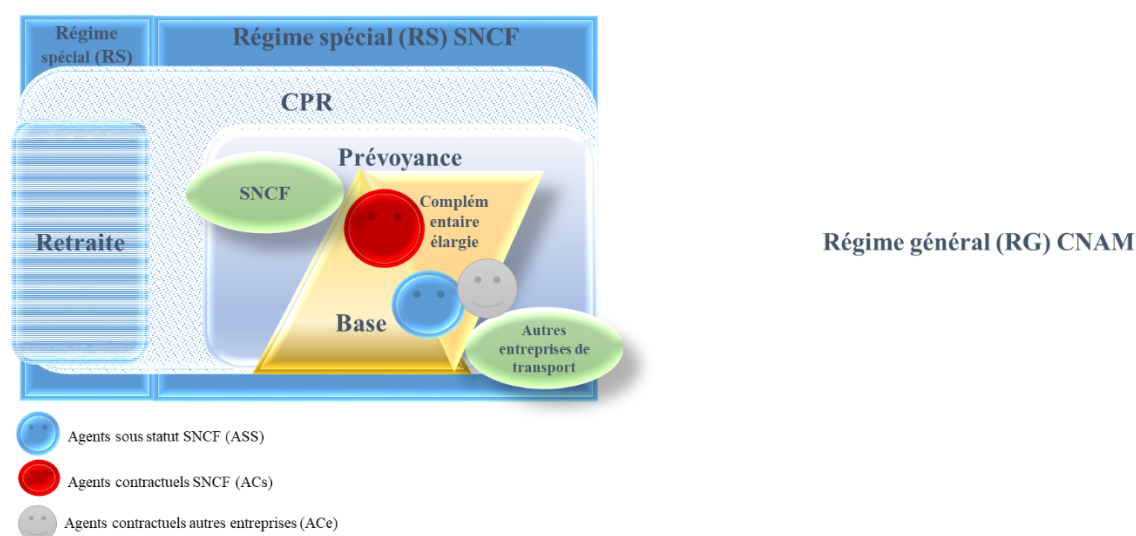 Régime
spécial (RS)
Régime spécial (RS) SNCF
CPR
Prévoyance
SNCF
Complém
entaire
élargie
Retraite
Régime général (RG) CNAM
Base
Autres
entreprises de
transport
Agents sous statut SNCF (ASS)
Agents contractuels SNCF (ACs)
Agents contractuels autres entreprises (ACe)